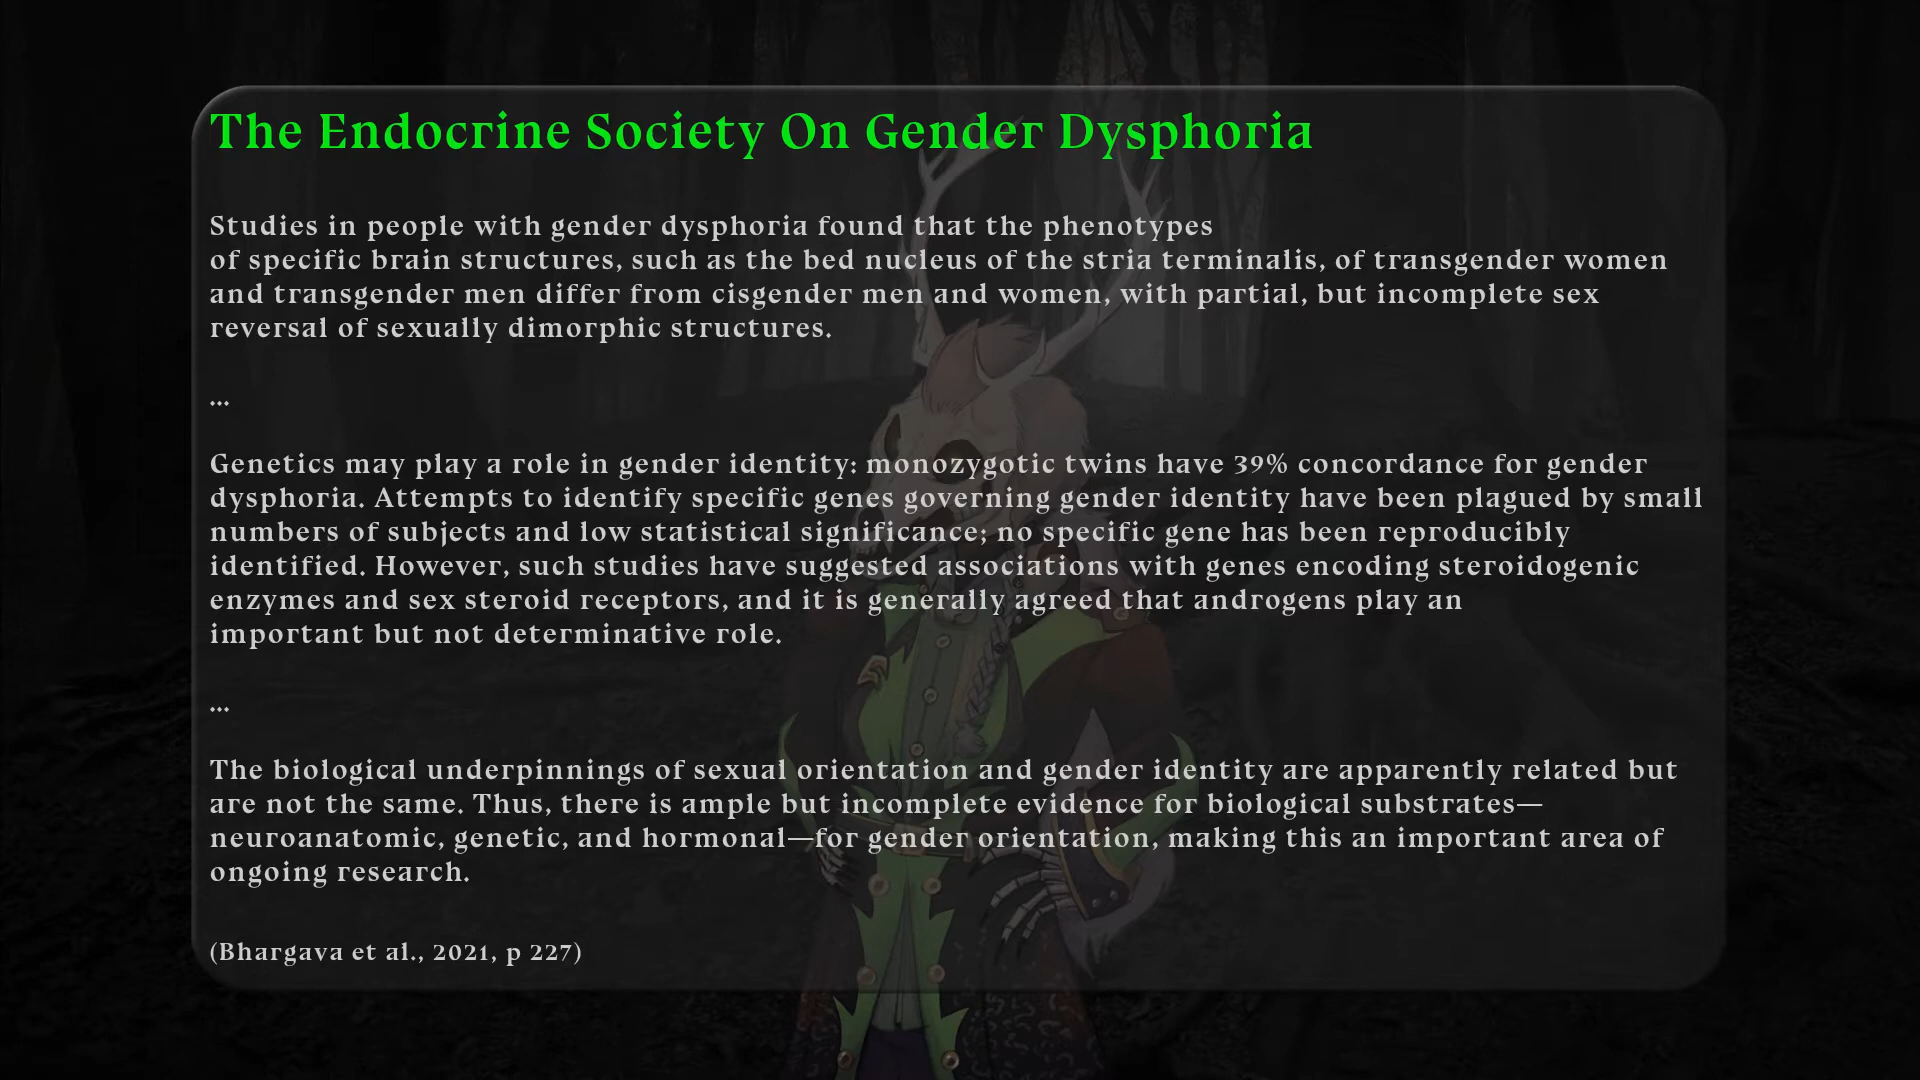 The Endocrine Society On Gender Dysphoria
Studies in people with gender dysphoria found that the phenotypes
of specific brain structures, such as the bed nucleus of the stria terminalis, of transgender women
and transgender men differ from cisgender men and women, with partial, but incomplete sex
reversal of sexually dimorphic structures.
...
Genetics may play a role in gender identity: monozygotic twins have 39% concordance for gender
dysphoria. Attempts to identify specific genes governing gender identity have been plagued by small
numbers of subjects and low statistical significance; no specific gene has been reproducibly
identified. However, such studies have suggested associations with genes encoding steroidogenic
enzymes and sex steroid receptors, and it is generally agreed that androgens play an
important but not determinative role.
...
The biological underpinnings of sexual orientation and gender identity are apparently related but
are not the same. Thus, there is ample but incomplete evidence for biological substrates—
neuroanatomic, genetic, and hormonal—for gender orientation, making this an important area of
ongoing research.
(Bhargava et al., 2021, p 227)